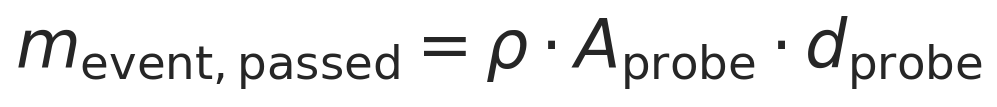 m_event, passed = ρ · A_probe · d_probe